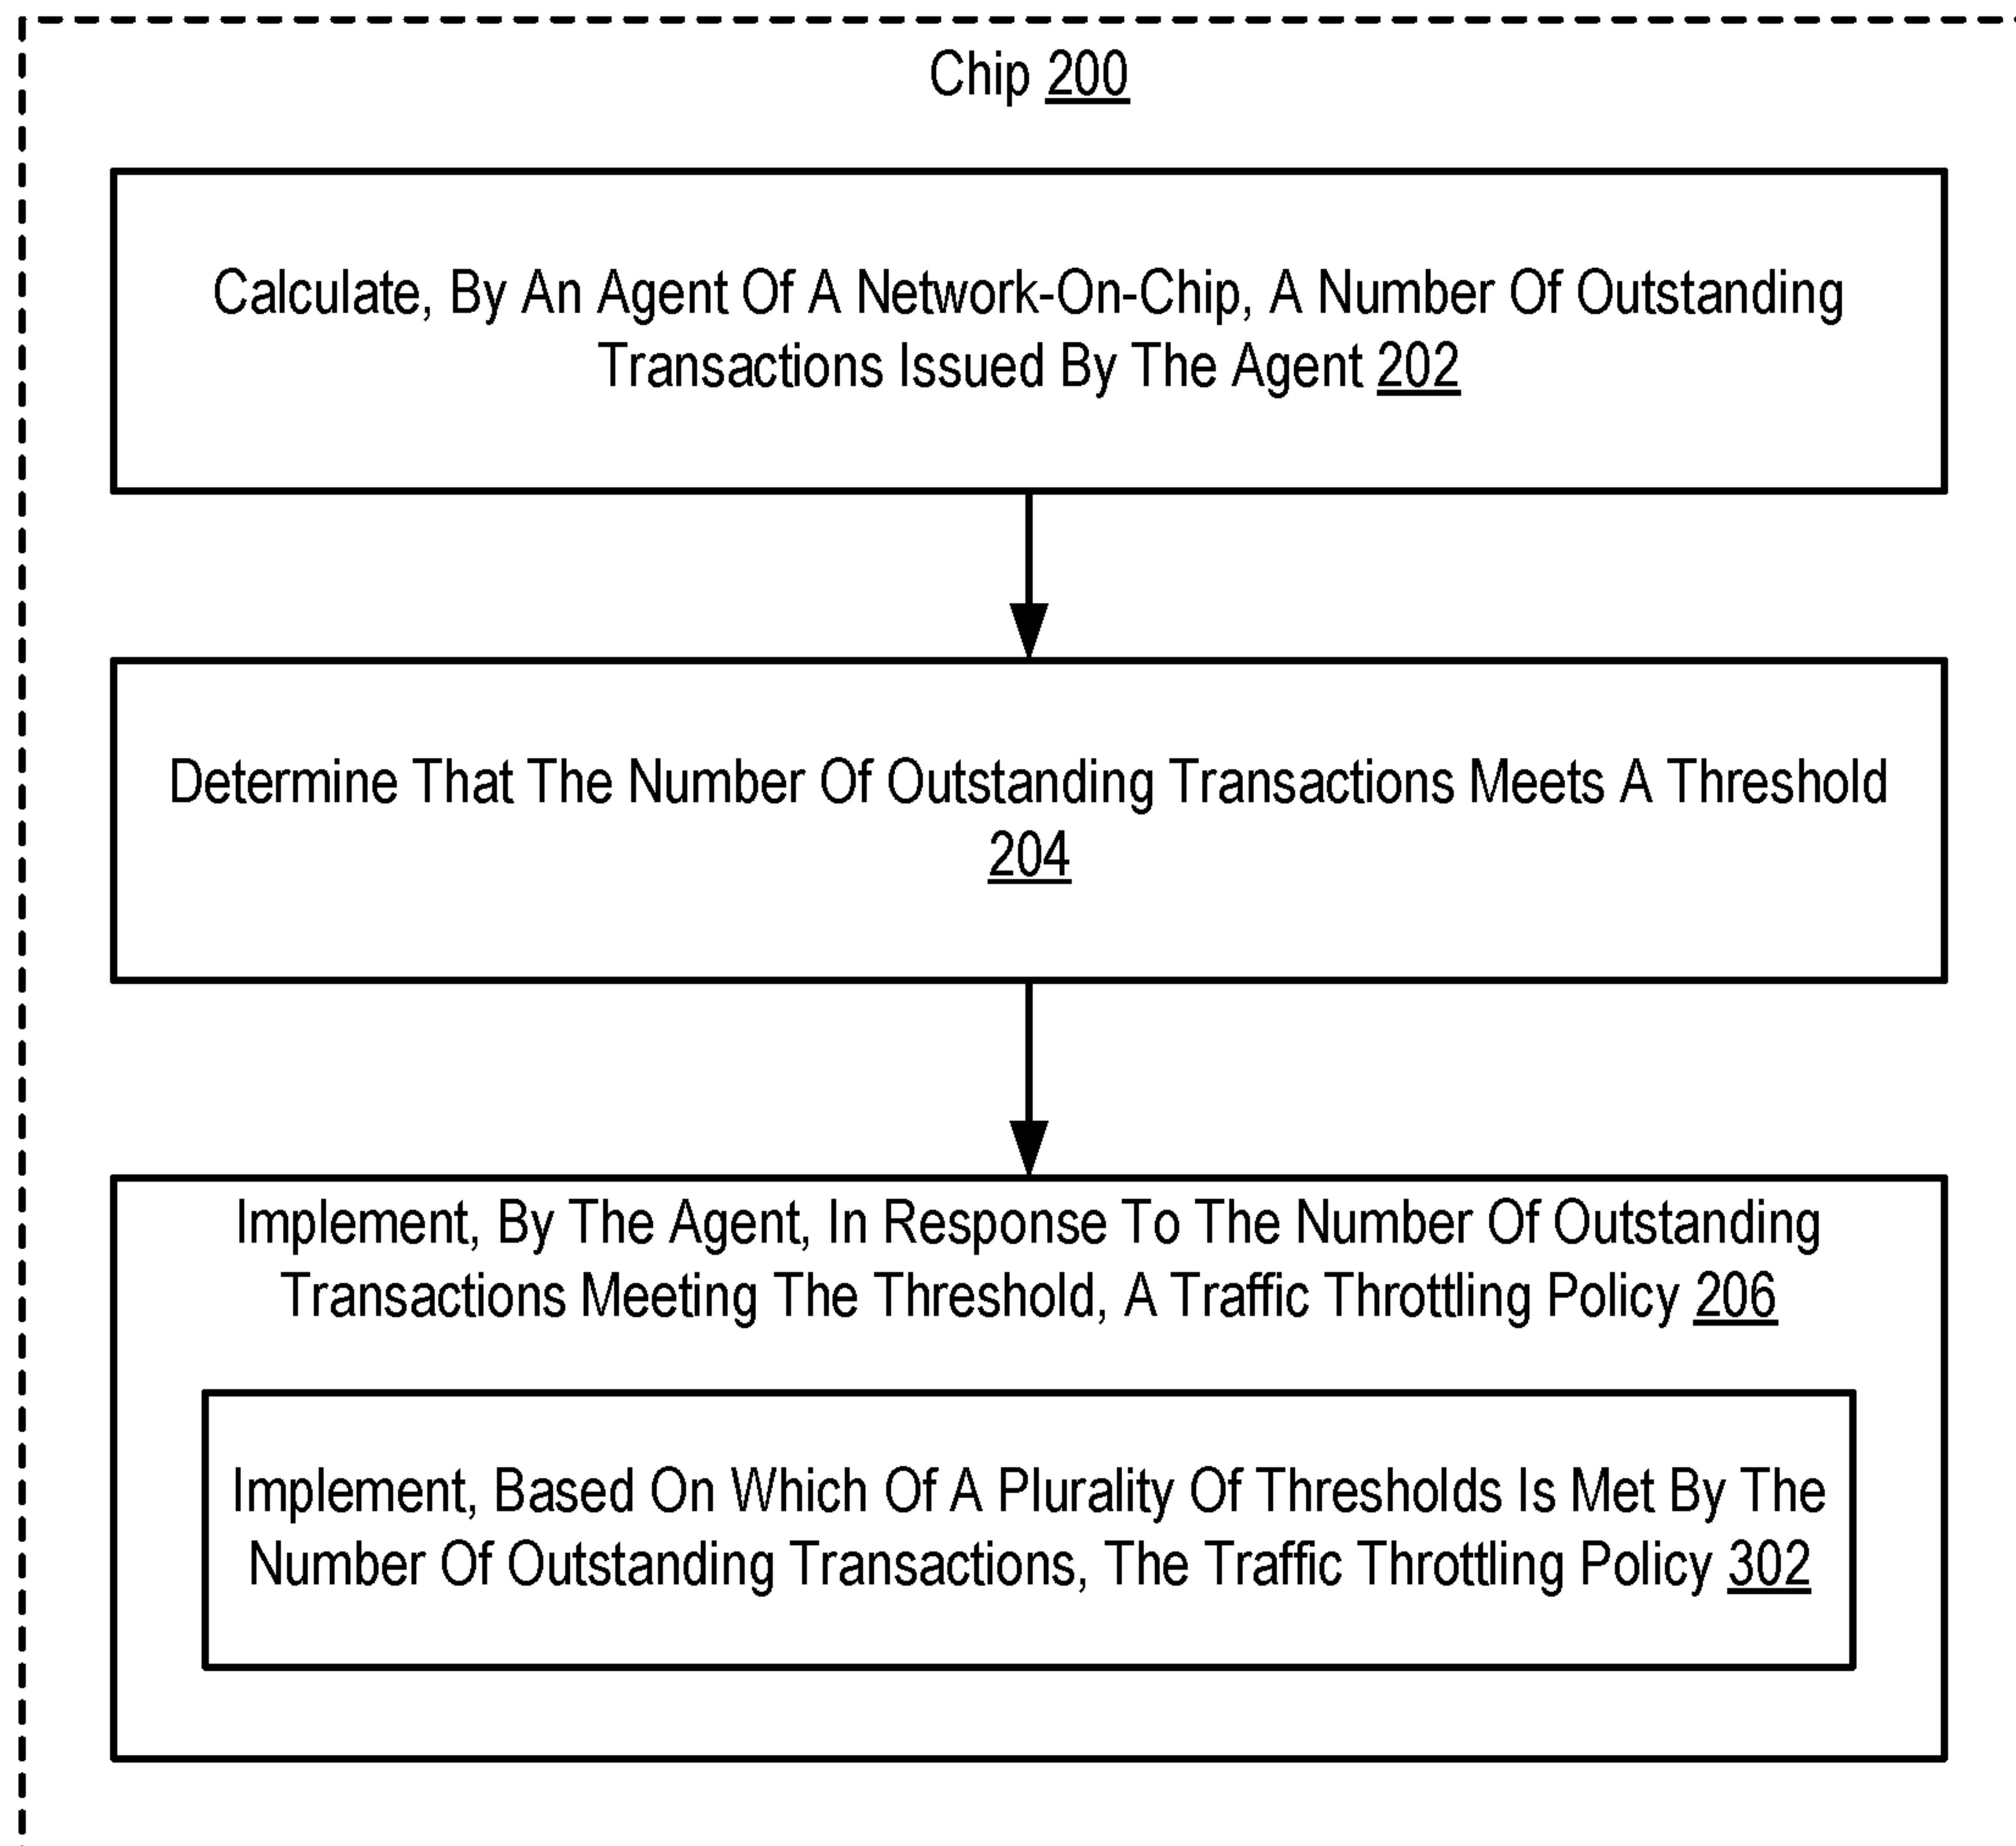 Chip 200
Calculate, By An Agent Of A Network-On-Chip, A Number Of Outstanding
Transactions Issued By The Agent 202
Determine That The Number Of Outstanding Transactions Meets A Threshold
204
Implement, By The Agent, In Response To The Number Of Outstanding
Transactions Meeting The Threshold, A Traffic Throttling Policy 206
Implement, Based On Which Of A Plurality Of Thresholds Is Met By The
Number Of Outstanding Transactions, The Traffic Throttling Policy 302